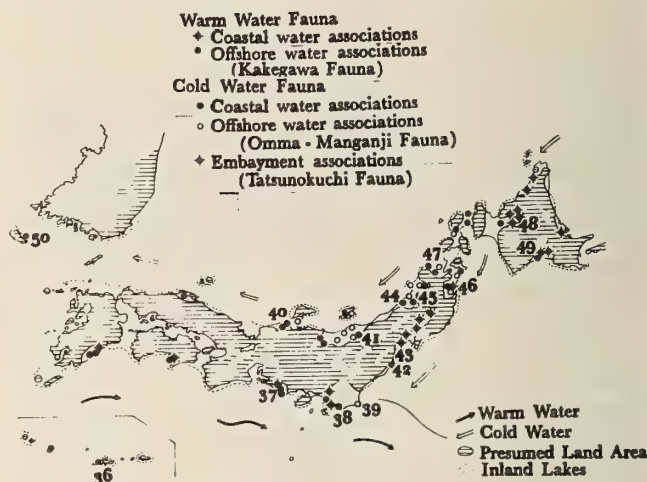 Warm Water Fauna
✦ Coastal water associations
● Offshore water associations
(Kakegawa Fauna)
Cold Water Fauna
● Coastal water associations
○ Offshore water associations
(Omma・Manganji Fauna)
✦ Embayment associations
(Tatsunokuchi Fauna)
50
48
49
47
46
44
45
40
41
43
42
37
38
39
36
Warm Water
Cold Water
Presumed Land Area
Inland Lakes